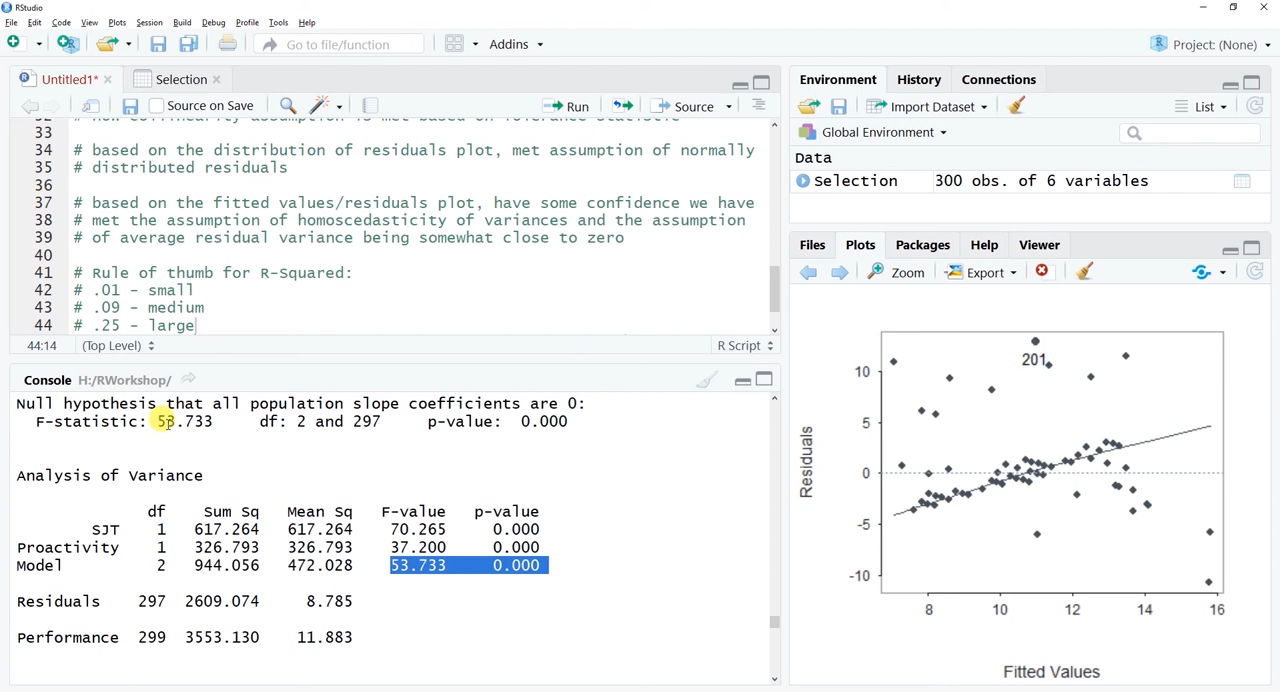 RStudio
File Edit Code View Plots Session Build Debug Profile Tools Help
Go to file/function Addins Project: (None)
Untitled1* Selection
Source on Save Run Source
33
34 # based on the distribution of residuals plot, met assumption of normally
35 # distributed residuals
36
37 # based on the fitted values/residuals plot, have some confidence we have
38 # met the assumption of homoscedasticity of variances and the assumption
39 # of average residual variance being somewhat close to zero
40
41 # Rule of thumb for R-Squared:
42 # .01 - small
43 # .09 - medium
44 # .25 - large
44:14 (Top Level) R Script
Console H:/RWorkshop/
Null hypothesis that all population slope coefficients are 0:
F-statistic: 53.733 df: 2 and 297 p-value: 0.000
Analysis of Variance
df Sum Sq Mean Sq F-value p-value
SJT 1 617.264 617.264 70.265 0.000
Proactivity 1 326.793 326.793 37.200 0.000
Model 2 944.056 472.028 53.733 0.000
Residuals 297 2609.074 8.785
Performance 299 3553.130 11.883
Environment History Connections
Import Dataset List
Global Environment
Data
Selection 300 obs. of 6 variables
Files Plots Packages Help Viewer
Zoom Export
201
10
5
0
-5
-10
Residuals
8 10 12 14 16
Fitted Values